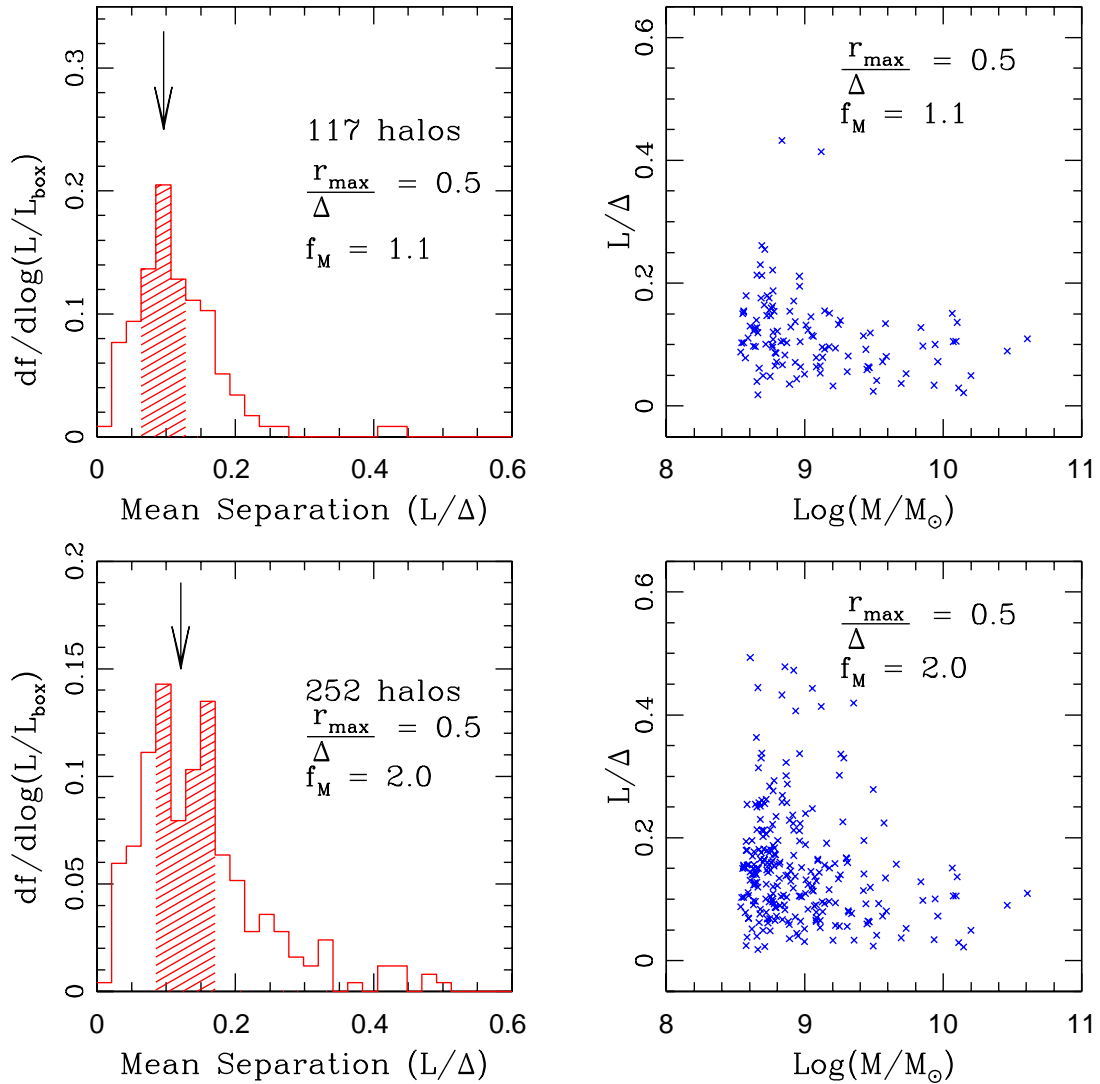 df/dlog(L/L_box)
0.3
0.2
0.1
0
117 halos
r_max/Δ = 0.5
f_M = 1.1
0 0.2 0.4 0.6
Mean Separation (L/Δ)
L/Δ
0.6
0.4
0.2
0
r_max/Δ = 0.5
f_M = 1.1
8 9 10 11
Log(M/M_⊙)
df/dlog(L/L_box)
0.2
0.15
0.1
0.05
0
252 halos
r_max/Δ = 0.5
f_M = 2.0
0 0.2 0.4 0.6
Mean Separation (L/Δ)
L/Δ
0.6
0.4
0.2
0
r_max/Δ = 0.5
f_M = 2.0
8 9 10 11
Log(M/M_⊙)